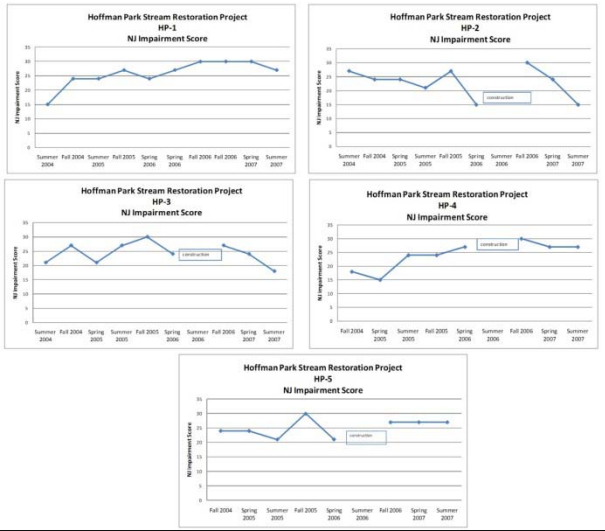 Hoffman Park Stream Restoration Project
HP-1
NJ Impairment Score
NJ Impairment Score
35
30
25
20
15
10
5
0
Summer Fall 2004 Summer Fall 2005 Spring Spring Fall 2006 Fall 2006 Spring Summer
2004 2005 2006 2006 2007 2007
Hoffman Park Stream Restoration Project
HP-2
NJ Impairment Score
NJ Impairment Score
35
30
25
20
15
10
5
0
construction
Summer Fall 2004 Spring Summer Fall 2005 Spring Summer Fall 2006 Spring Summer
2004 2005 2005 2006 2006 2007 2007
Hoffman Park Stream Restoration Project
HP-3
NJ Impairment Score
NJ Impairment Score
35
30
25
20
15
10
5
0
construction
Summer Fall 2004 Spring Summer Fall 2005 Spring Summer Fall 2006 Spring Summer
2004 2005 2005 2006 2006 2007 2007
Hoffman Park Stream Restoration Project
HP-4
NJ Impairment Score
NJ Impairment Score
35
30
25
20
15
10
5
0
construction
Fall 2004 Spring Summer Fall 2005 Spring Summer Fall 2006 Spring Summer
2005 2005 2006 2006 2007 2007
Hoffman Park Stream Restoration Project
HP-5
NJ Impairment Score
NJ Impairment Score
35
30
25
20
15
10
5
0
construction
Fall 2004 Spring Summer Fall 2005 Spring Summer Fall 2006 Spring Summer
2005 2005 2006 2006 2007 2007